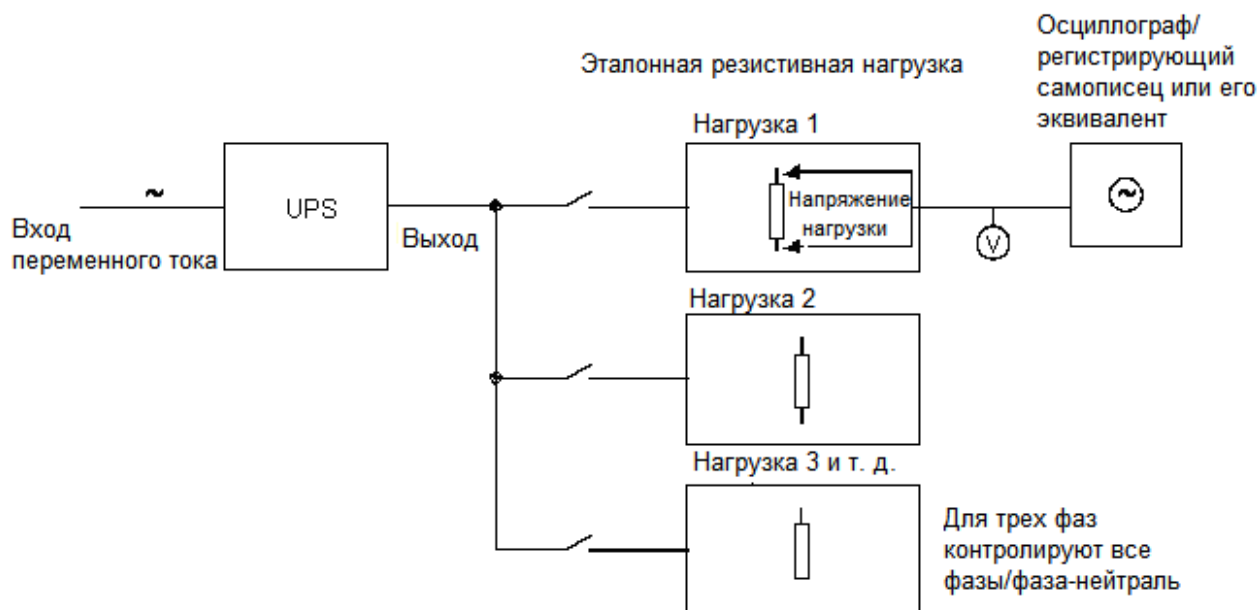 Осциллограф/
регистрирующий
самописец или его
эквивалент
Эталонная резистивная нагрузка
Нагрузка 1
~
UPS
Напряжение
нагрузки
~
V
Вход
переменного тока
Выход
Нагрузка 2
Нагрузка 3 и т. д.
Для трех фаз
контролируют все
фазы/фаза-нейтраль